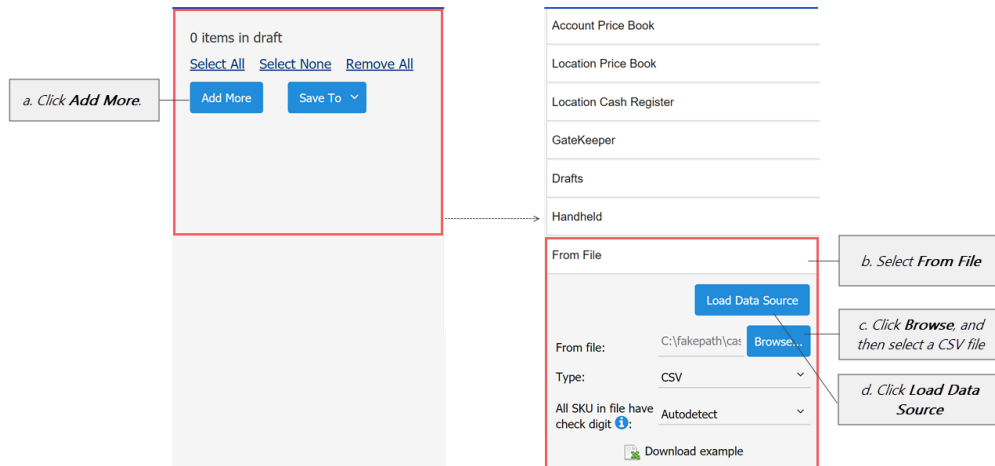 0 items in draft
Select All Select None Remove All
Add More Save To
a. Click Add More.
Account Price Book
Location Price Book
Location Cash Register
GateKeeper
Drafts
Handheld
From File
b. Select From File
Load Data Source
From file: C:\fakepath\cas Browse...
c. Click Browse, and
then select a CSV file
Type: CSV
d. Click Load Data
Source
All SKU in file have
check digit i: Autodetect
Download example